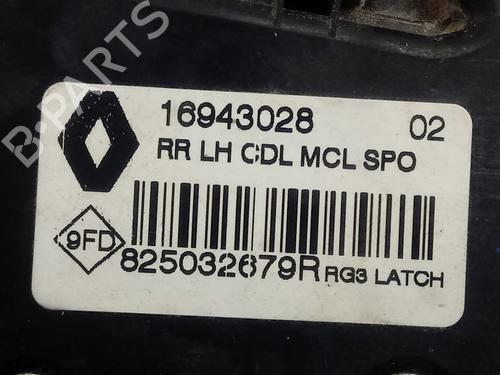 B-PARTS
16943028 02
RR LH CDL MCL SPO
9FD
825032679R RG3 LATCH